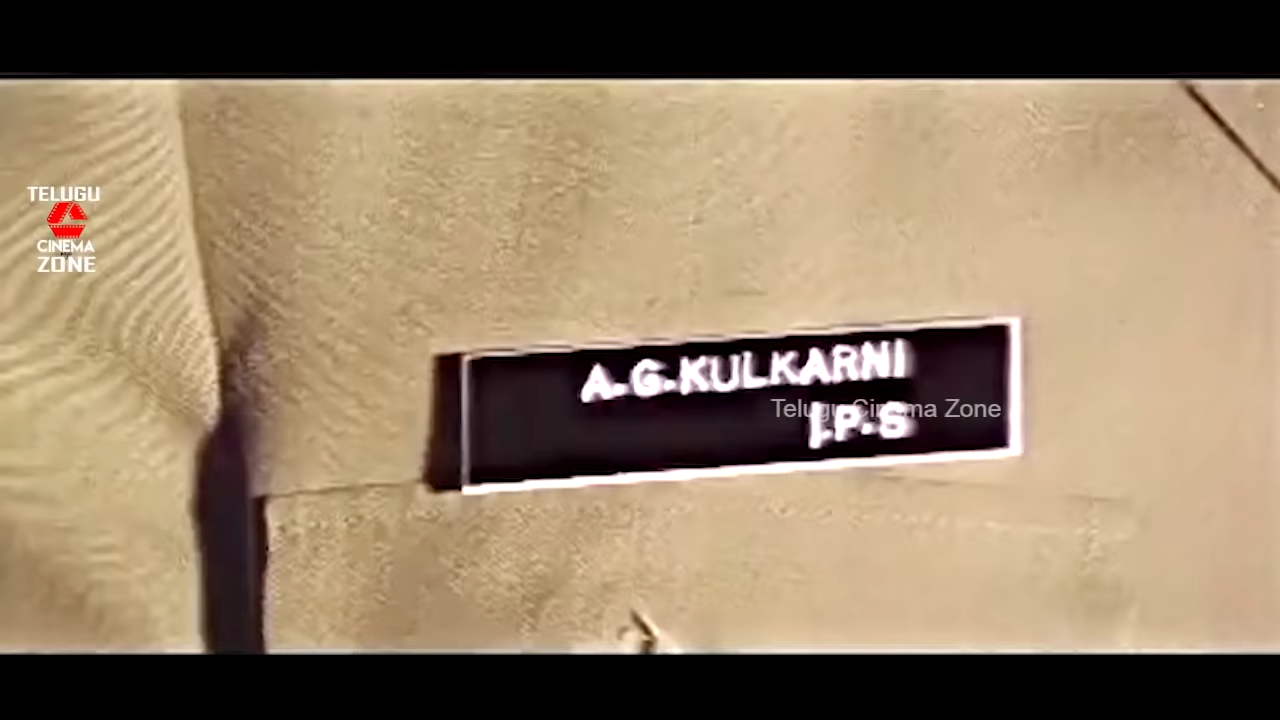 TELUGU
CINEMA
ZONE
A.G.KULKARNI
I.P.S
Telugu Cinema Zone